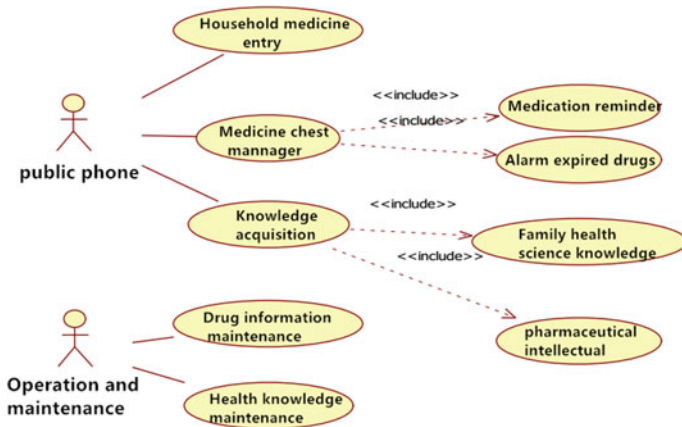 Household medicine
entry
<<include>>
Medication reminder
<<include>>
Medicine chest
mannager
public phone
Alarm expired drugs
Knowledge
acquisition
<<include>>
Family health
science knowledge
<<include>>
Drug information
maintenance
pharmaceutical
intellectual
Operation and
maintenance
Health knowledge
maintenance